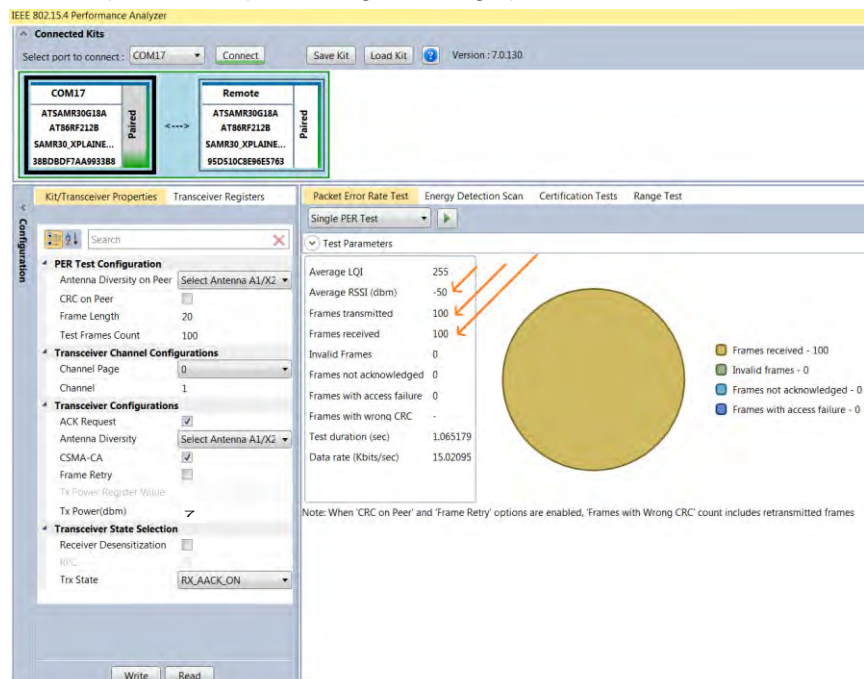 IEEE 802.15.4 Performance Analyzer
Connected Kits
Select port to connect : COM17 Connect Save Kit Load Kit ? Version : 7.0.130
COM17
ATSAMR30G18A
AT86RF212B
SAMR30_XPLAINE...
38BDBDF7AA9933B8
Paired
<--->
Remote
ATSAMR30G18A
AT86RF212B
SAMR30_XPLAINE...
95D510C8E96E5763
Paired
Configuration
Kit/Transceiver Properties Transceiver Registers
Search
PER Test Configuration
Antenna Diversity on Peer Select Antenna A1/X2
CRC on Peer
Frame Length 20
Test Frames Count 100
Transceiver Channel Configurations
Channel Page 0
Channel 1
Transceiver Configurations
ACK Request
Antenna Diversity Select Antenna A1/X2
CSMA-CA
Frame Retry
Tx Power Register Value
Tx Power(dbm) 7
Transceiver State Selection
Receiver Desensitization
RPC
Trx State RX_AACK_ON
Write Read
Packet Error Rate Test Energy Detection Scan Certification Tests Range Test
Single PER Test
Test Parameters
Average LQI 255
Average RSSI (dbm) -50
Frames transmitted 100
Frames received 100
Invalid Frames 0
Frames not acknowledged 0
Frames with access failure 0
Frames with wrong CRC -
Test duration (sec) 1.065179
Data rate (Kbits/sec) 15.02095
Frames received - 100
Invalid frames - 0
Frames not acknowledged - 0
Frames with access failure - 0
Note: When 'CRC on Peer' and 'Frame Retry' options are enabled, 'Frames with Wrong CRC' count includes retransmitted frames